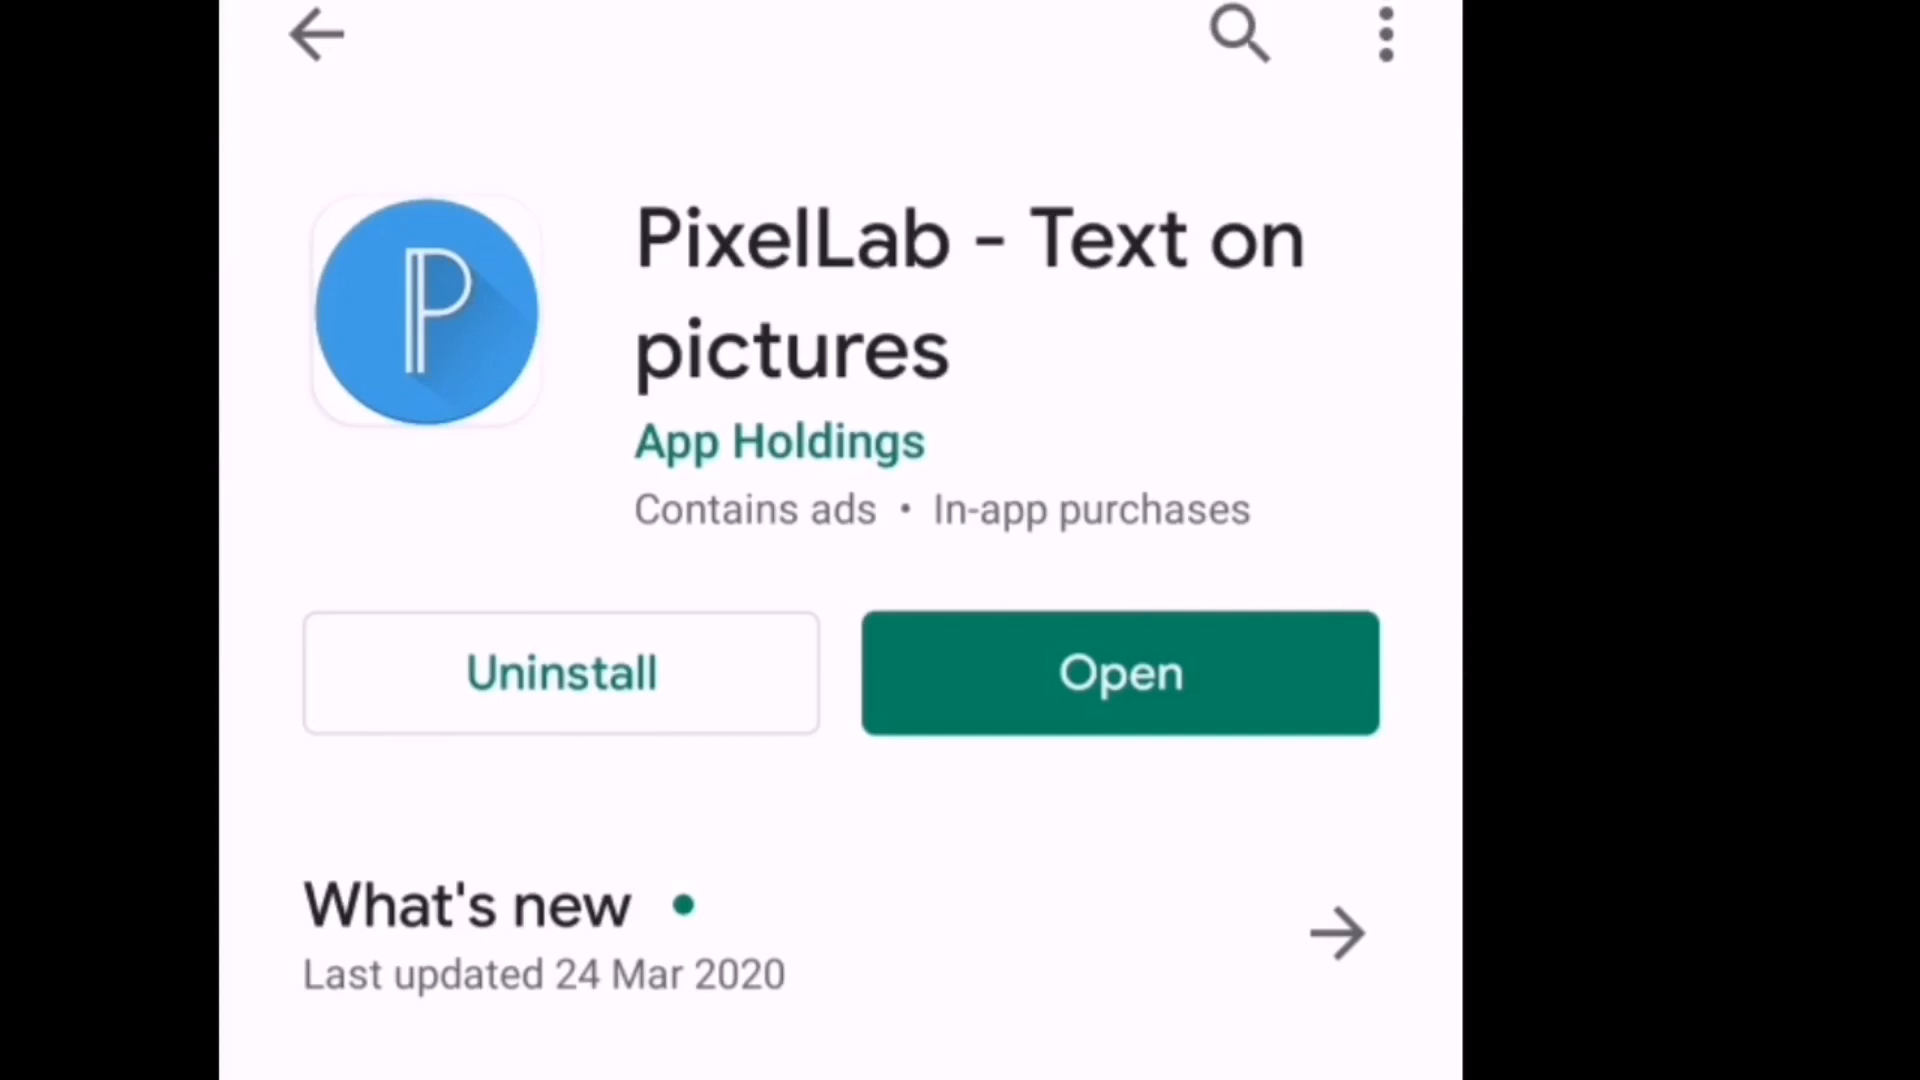 PixelLab - Text on
pictures
App Holdings
Contains ads • In-app purchases
Uninstall
Open
What's new
Last updated 24 Mar 2020